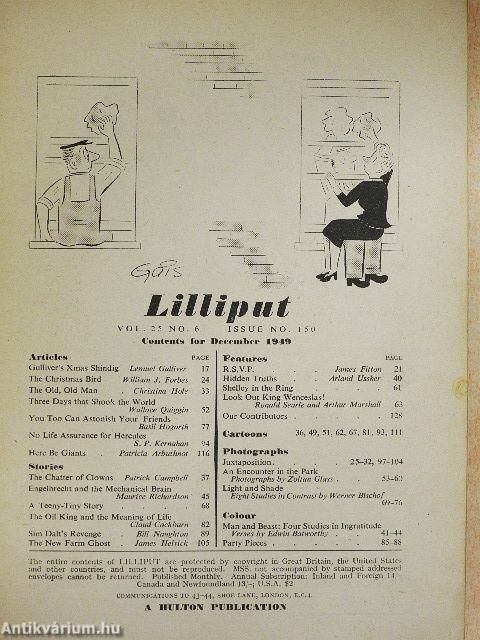 Gois
Lilliput
VOL. 25 NO. 6 ISSUE NO. 150
Contents for December 1949
Articles PAGE
Gulliver's Xmas Shindig Lemuel Gulliver 17
The Christmas Bird William J. Forbes 24
The Old, Old Man . Christina Hole 33
Three Days that Shook the World
Wallace Quiggin 52
You Too Can Astonish Your Friends
Basil Hogarth 77
No Life Assurance for Hercules
S. P. Kernahan 94
Here Be Giants . Patricia Arbuthnot 116
Stories
The Chatter of Clowns Patrick Campbell 37
Engelbrecht and the Mechanical Brain
Maurice Richardson 45
A Teeny-Tiny Story . . . 68
The Oil King and the Meaning of Life
Claud Cockburn 82
Sim Dalt's Revenge . Bill Naughton 89
The New Farm Ghost . James Helvick 105
Features PAGE
R.S.V.P. . . . James Fitton 21
Hidden Truths . . Arland Ussher 40
Shelley in the Ring . . . . 61
Look Out King Wenceslas!
Ronald Searle and Arthur Marshall 63
Our Contributors . . . . 128
Cartoons 36, 49, 51, 62, 67, 81, 93, 111
Photographs
Juxtaposition . . . 25—32, 97—104
An Encounter in the Park
Photographs by Zoltan Glass . 53—60
Light and Shade
Eight Studies in Contrast by Werner Bischof
69—76
Colour
Man and Beast: Four Studies in Ingratitude
Verses by Edwin Batworthy . . 41—44
Party Pieces . . . . 85—88
The entire contents of LILLIPUT are protected by copyright in Great Britain, the United States
and other countries, and must not be reproduced. MSS. not accompanied by stamped addressed
envelopes cannot be returned. Published Monthly. Annual Subscription: Inland and Foreign 14/-
Canada and Newfoundland 13/-; U.S.A. $2
COMMUNICATIONS TO 43—44, SHOE LANE, LONDON, E.C.4.
A HULTON PUBLICATION
Antikvárium.hu